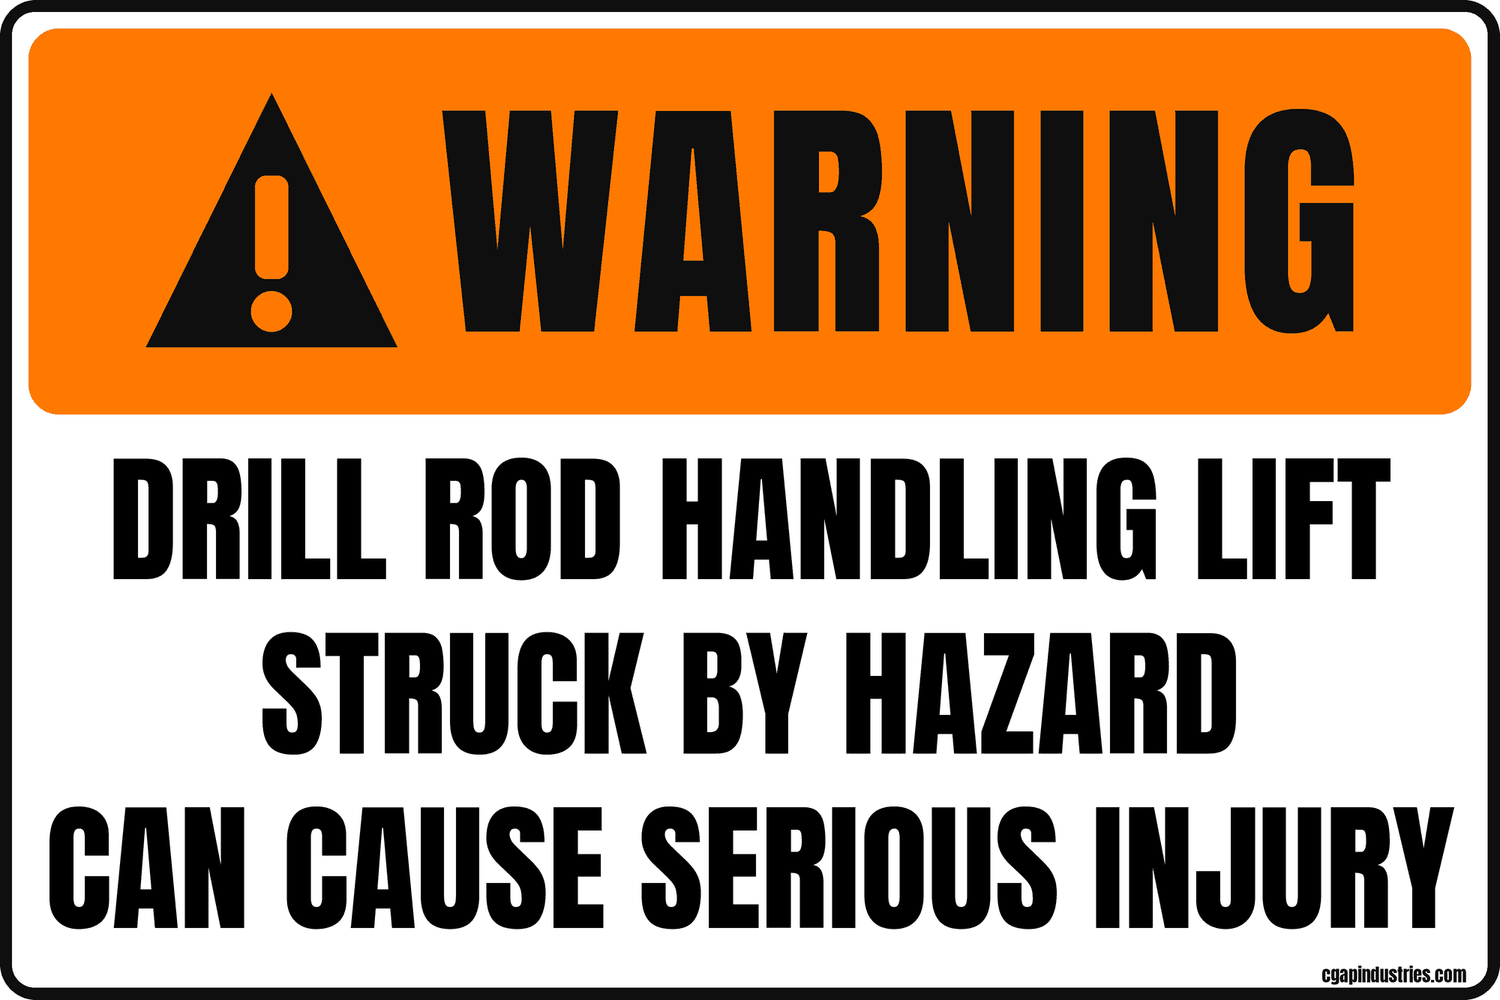 WARNING
DRILL ROD HANDLING LIFT
STRUCK BY HAZARD
CAN CAUSE SERIOUS INJURY
cgapindustries.com